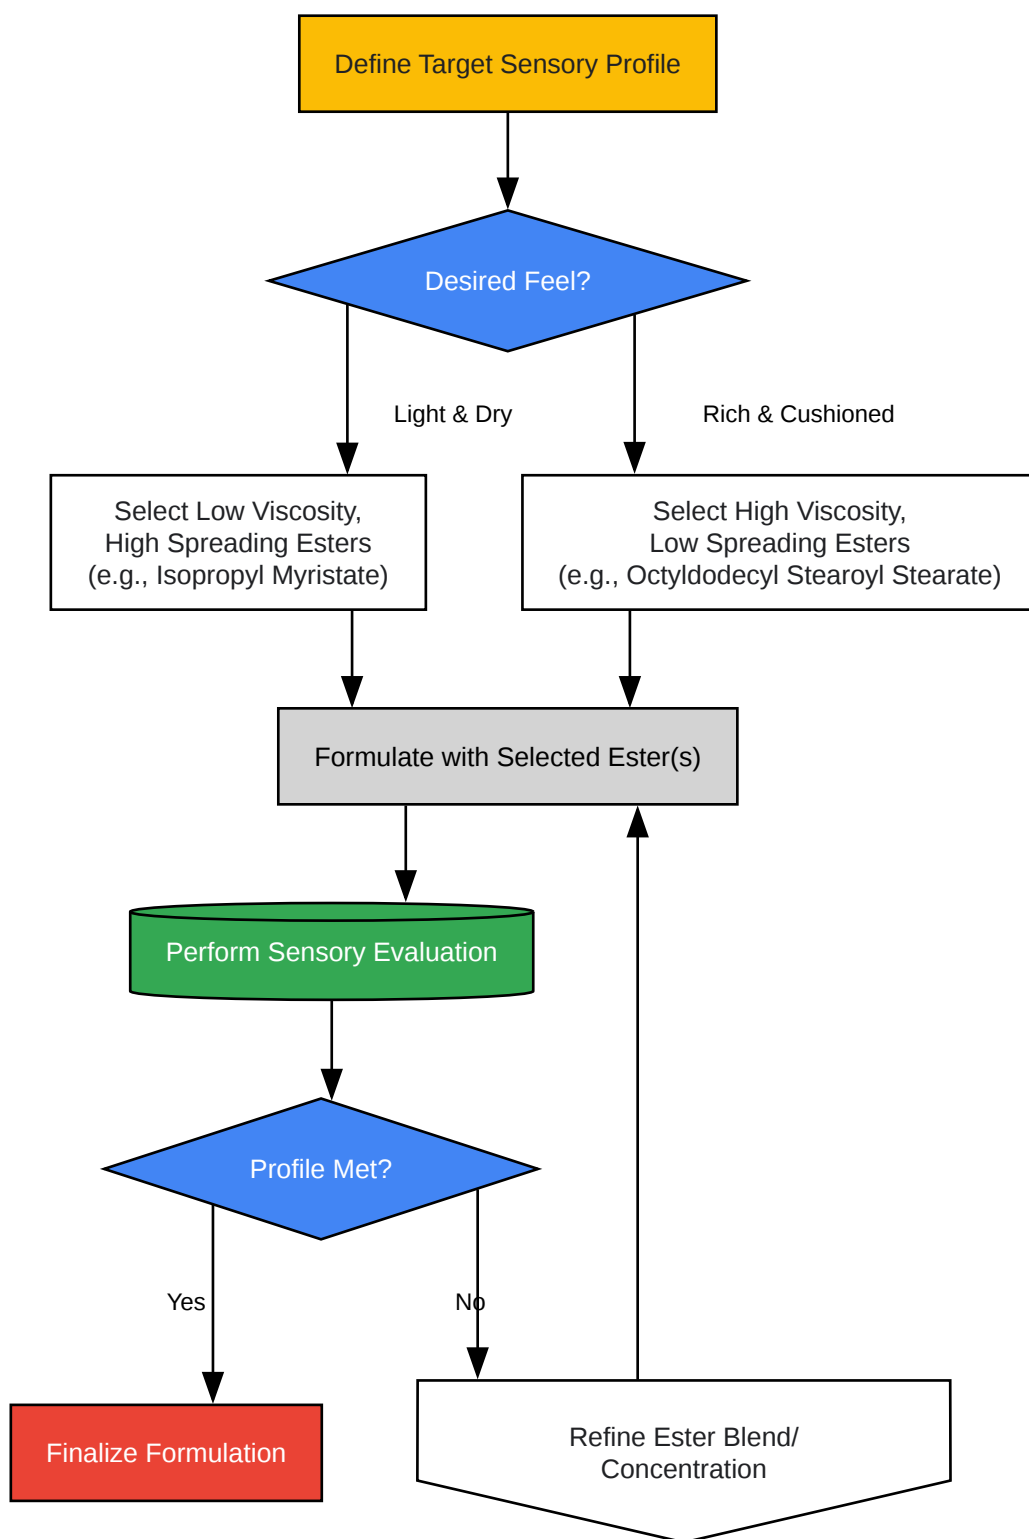 Define Target Sensory Profile
Desired Feel?
Light & Dry
Rich & Cushioned
Select Low Viscosity,
High Spreading Esters
(e.g., Isopropyl Myristate)
Select High Viscosity,
Low Spreading Esters
(e.g., Octyldodecyl Stearoyl Stearate)
Formulate with Selected Ester(s)
Perform Sensory Evaluation
Profile Met?
Yes
No
Finalize Formulation
Refine Ester Blend/
Concentration